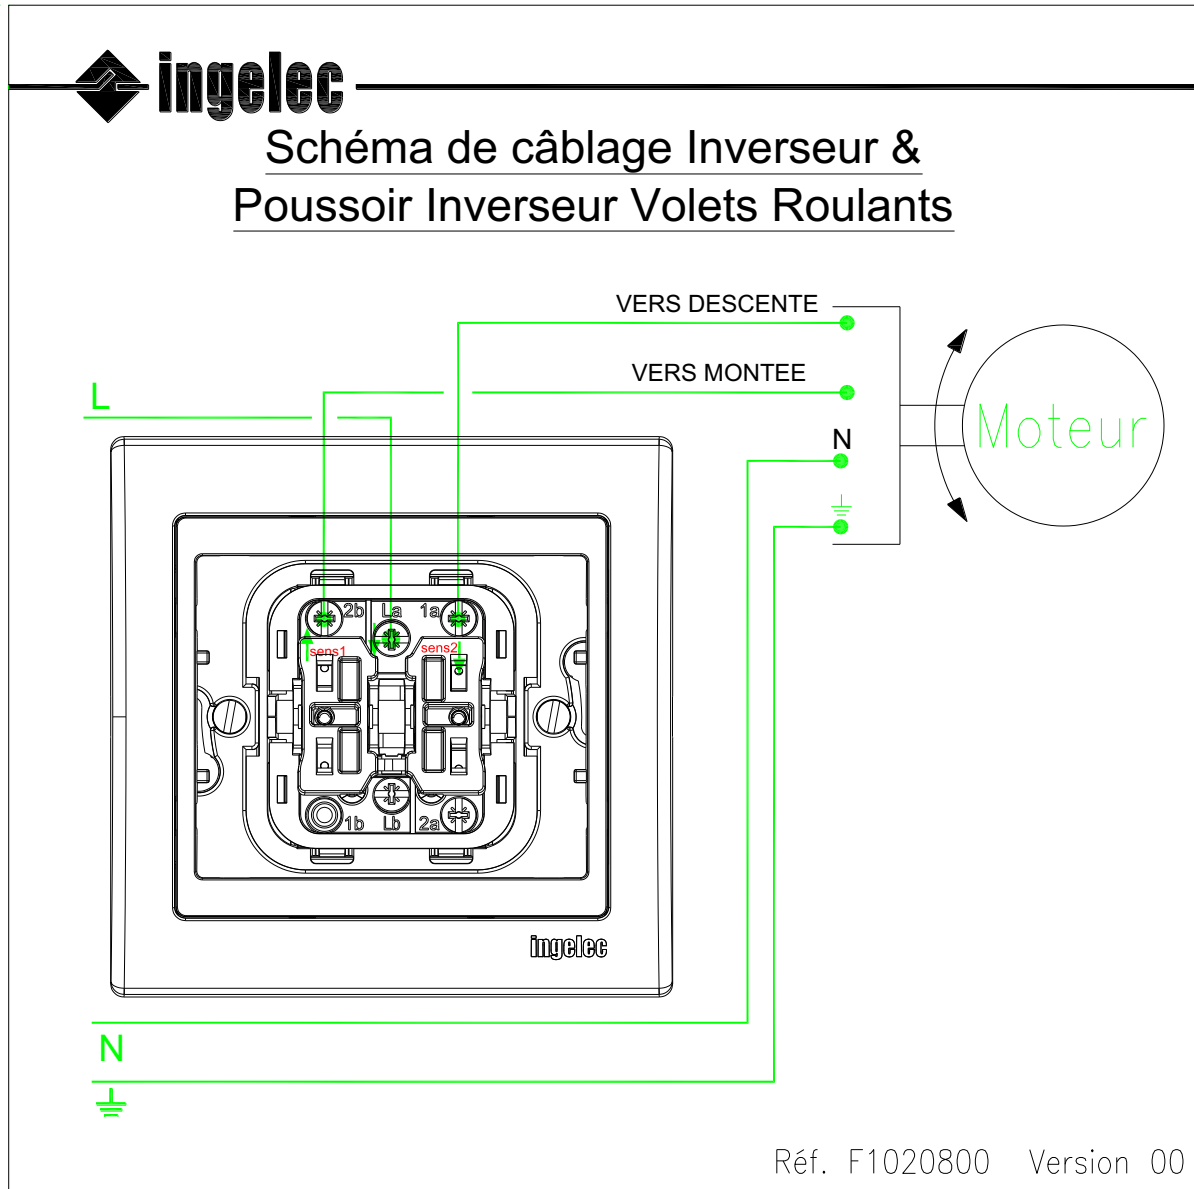 ingelec
Schéma de câblage Inverseur &
Poussoir Inverseur Volets Roulants
VERS DESCENTE
VERS MONTEE
L
N
Moteur
2b La 1a
sens1 sens2
1b Lb 2a
ingelec
N
Réf. F1020800 Version 00